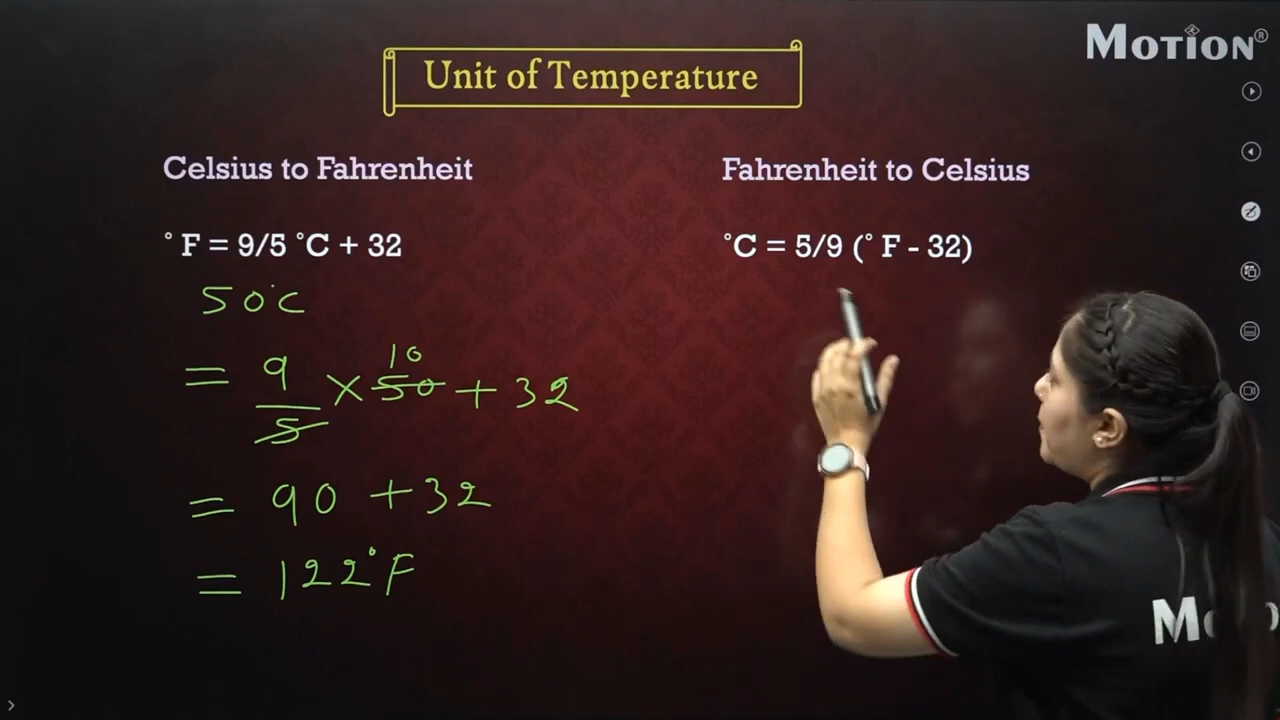 MOTION®
Unit of Temperature
Celsius to Fahrenheit
° F = 9/5 °C + 32
50°C
= 9/5 × 50 10 + 32
= 90 + 32
= 122°F
Fahrenheit to Celsius
°C = 5/9 (° F - 32)